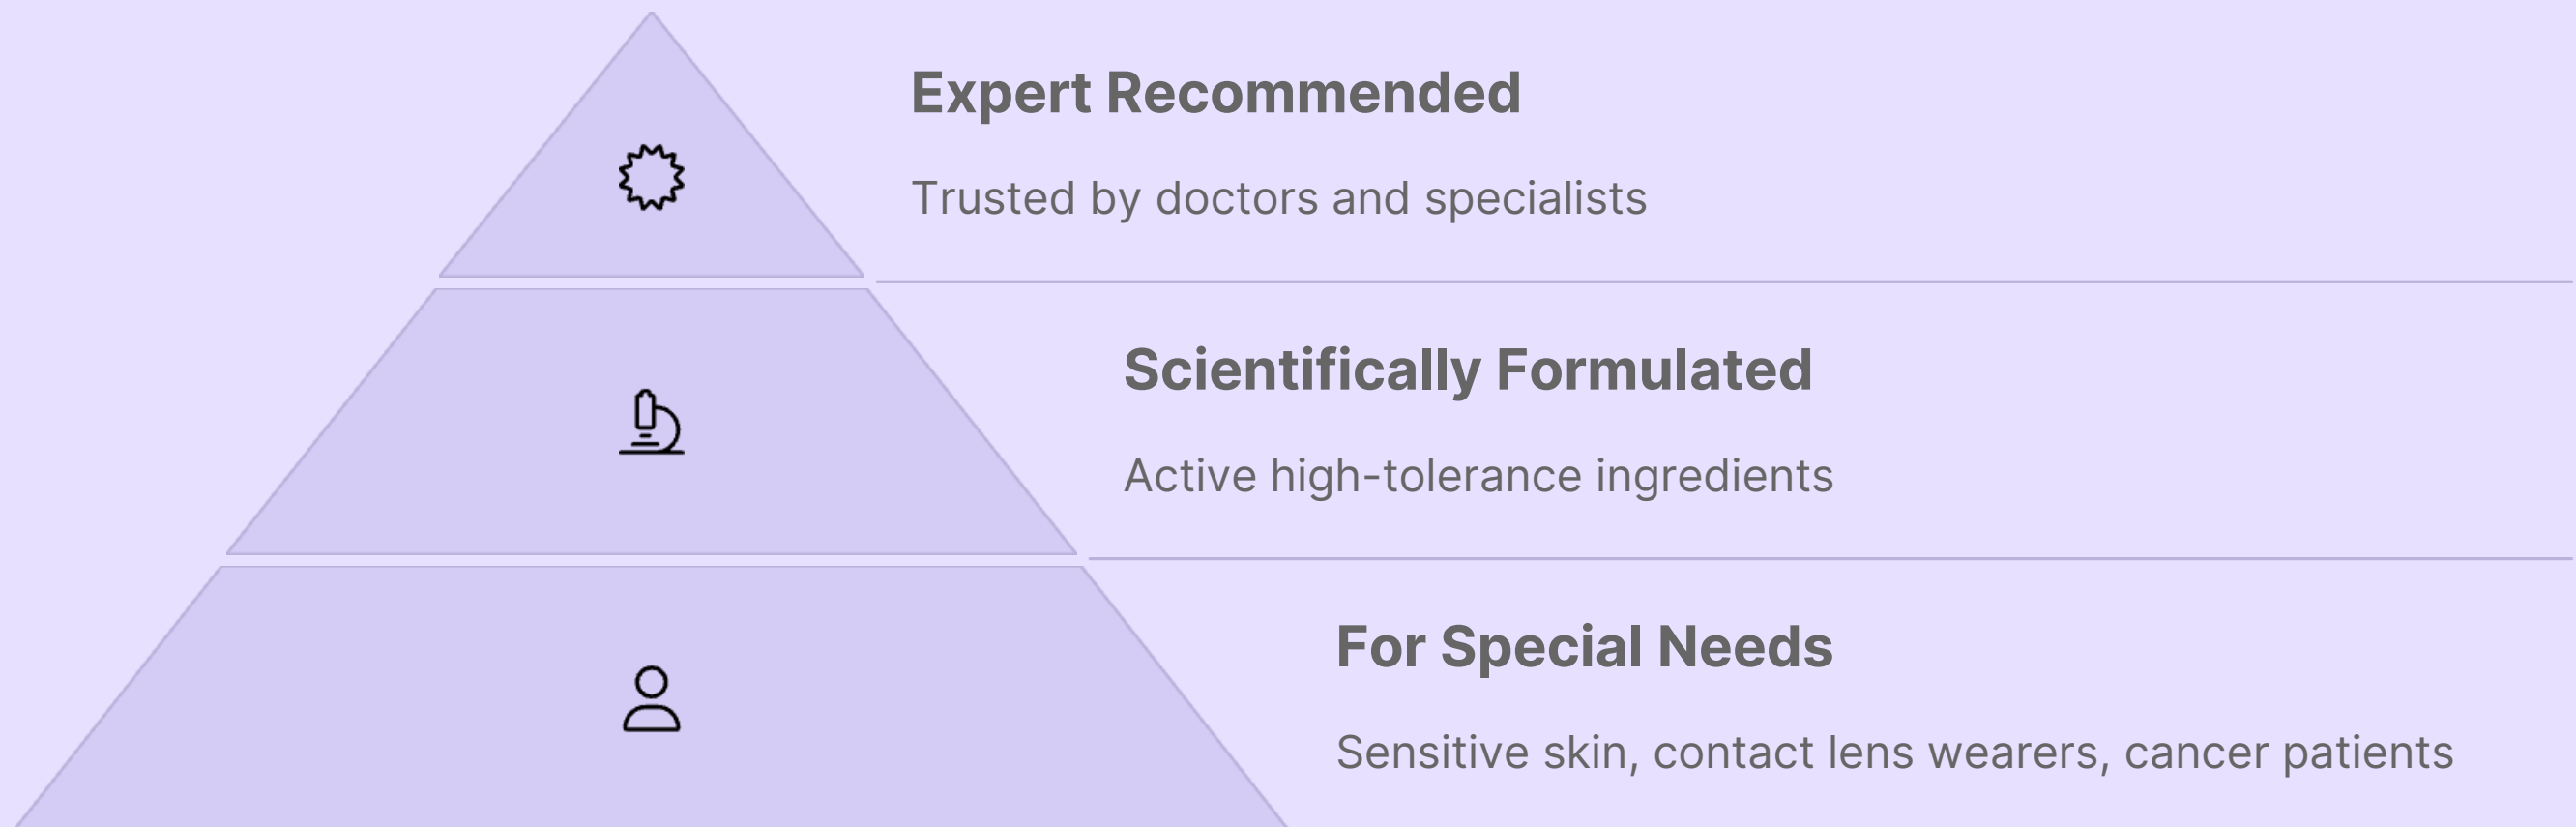 Expert Recommended
Trusted by doctors and specialists
Scientifically Formulated
Active high-tolerance ingredients
For Special Needs
Sensitive skin, contact lens wearers, cancer patients